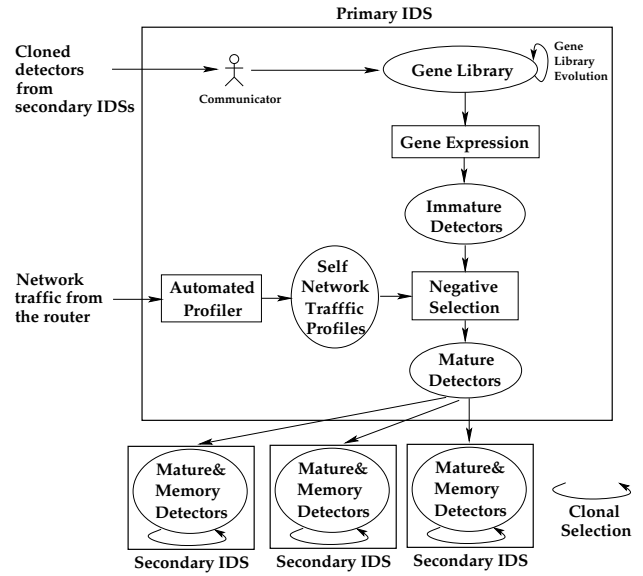 Primary IDS
Cloned
detectors
from
secondary IDSs
Communicator
Gene Library
Gene
Library
Evolution
Gene Expression
Immature
Detectors
Network
traffic from
the router
Automated
Profiler
Self
Network
Trafffic
Profiles
Negative
Selection
Mature
Detectors
Mature&
Memory
Detectors
Secondary IDS
Mature&
Memory
Detectors
Secondary IDS
Mature&
Memory
Detectors
Secondary IDS
Clonal
Selection